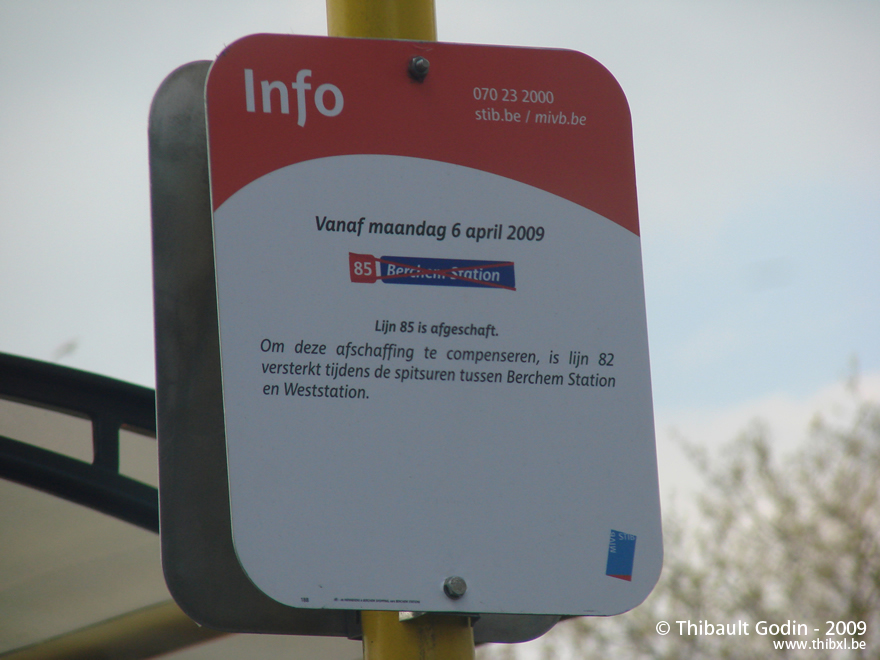 Info
070 23 2000
stib.be / mivb.be
Vanaf maandag 6 april 2009
85 Berchem Station
Lijn 85 is afgeschaft.
Om deze afschaffing te compenseren, is lijn 82
versterkt tijdens de spitsuren tussen Berchem Station
en Weststation.
MIVB STIB
© Thibault Godin - 2009
www.thibxl.be